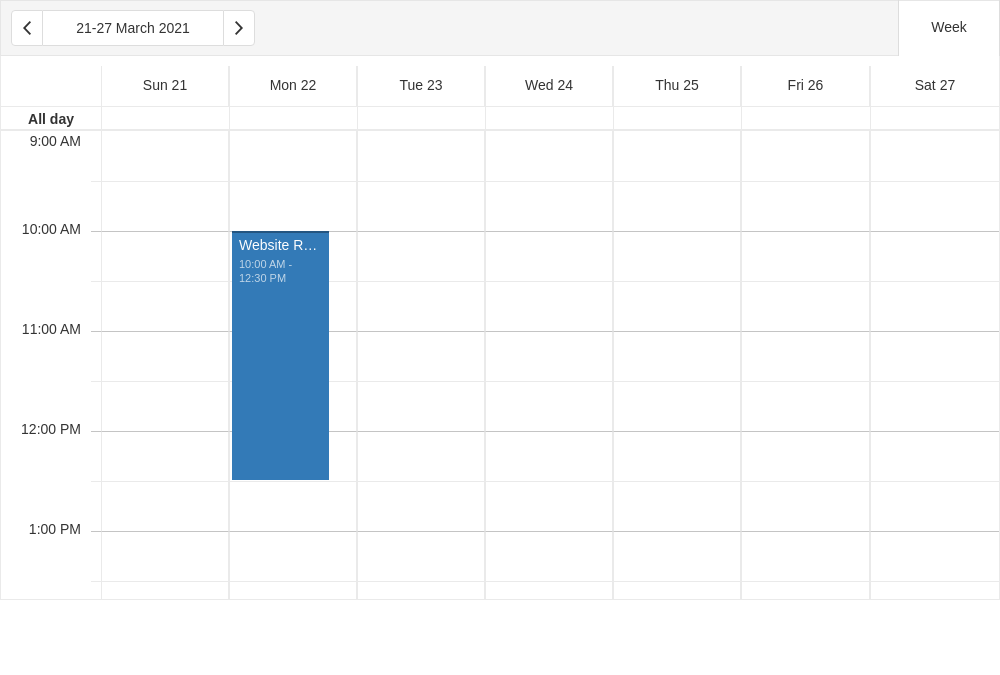 21-27 March 2021
Week
Sun 21
Mon 22
Tue 23
Wed 24
Thu 25
Fri 26
Sat 27
All day
9:00 AM
10:00 AM
Website R…
10:00 AM -
12:30 PM
11:00 AM
12:00 PM
1:00 PM